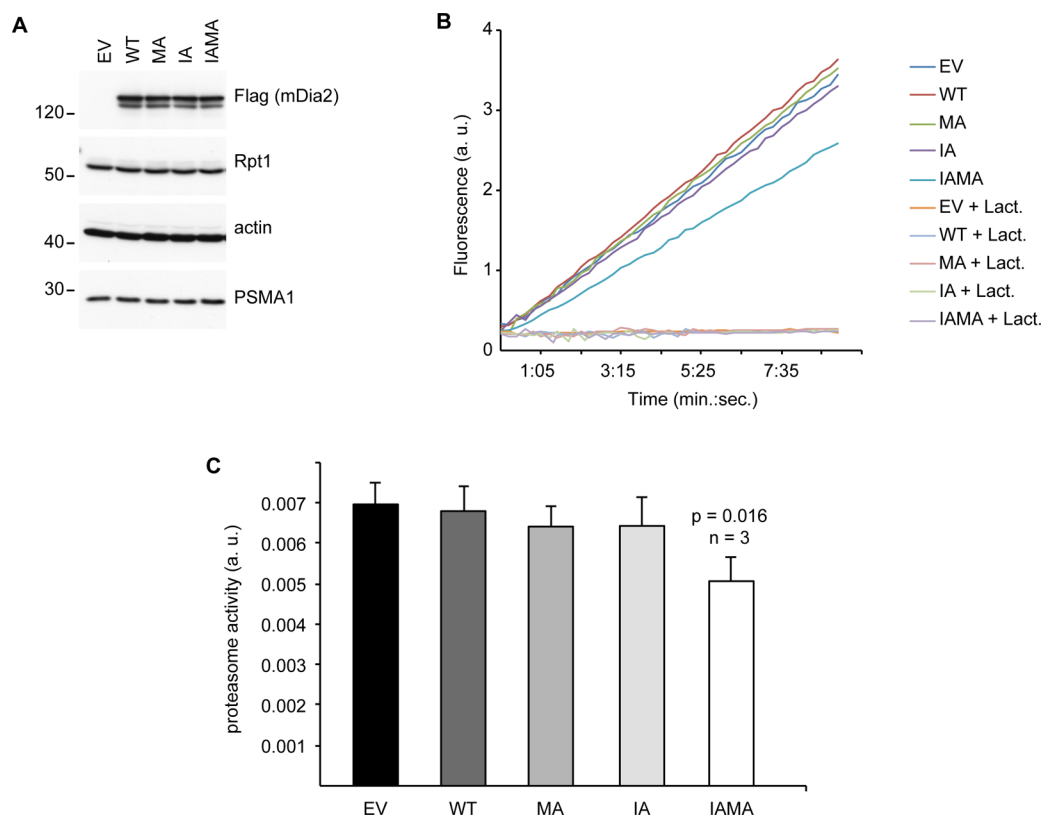 A
EV
WT
MA
IA
IAMA
120
50
40
30
Flag (mDia2)
Rpt1
actin
PSMA1
B
Fluorescence (a. u.)
4
3
2
1
0
1:05 3:15 5:25 7:35
Time (min.:sec.)
EV
WT
MA
IA
IAMA
EV + Lact.
WT + Lact.
MA + Lact.
IA + Lact.
IAMA + Lact.
C
proteasome activity (a. u.)
0.007
0.006
0.005
0.004
0.003
0.002
0.001
p = 0.016
n = 3
EV WT MA IA IAMA